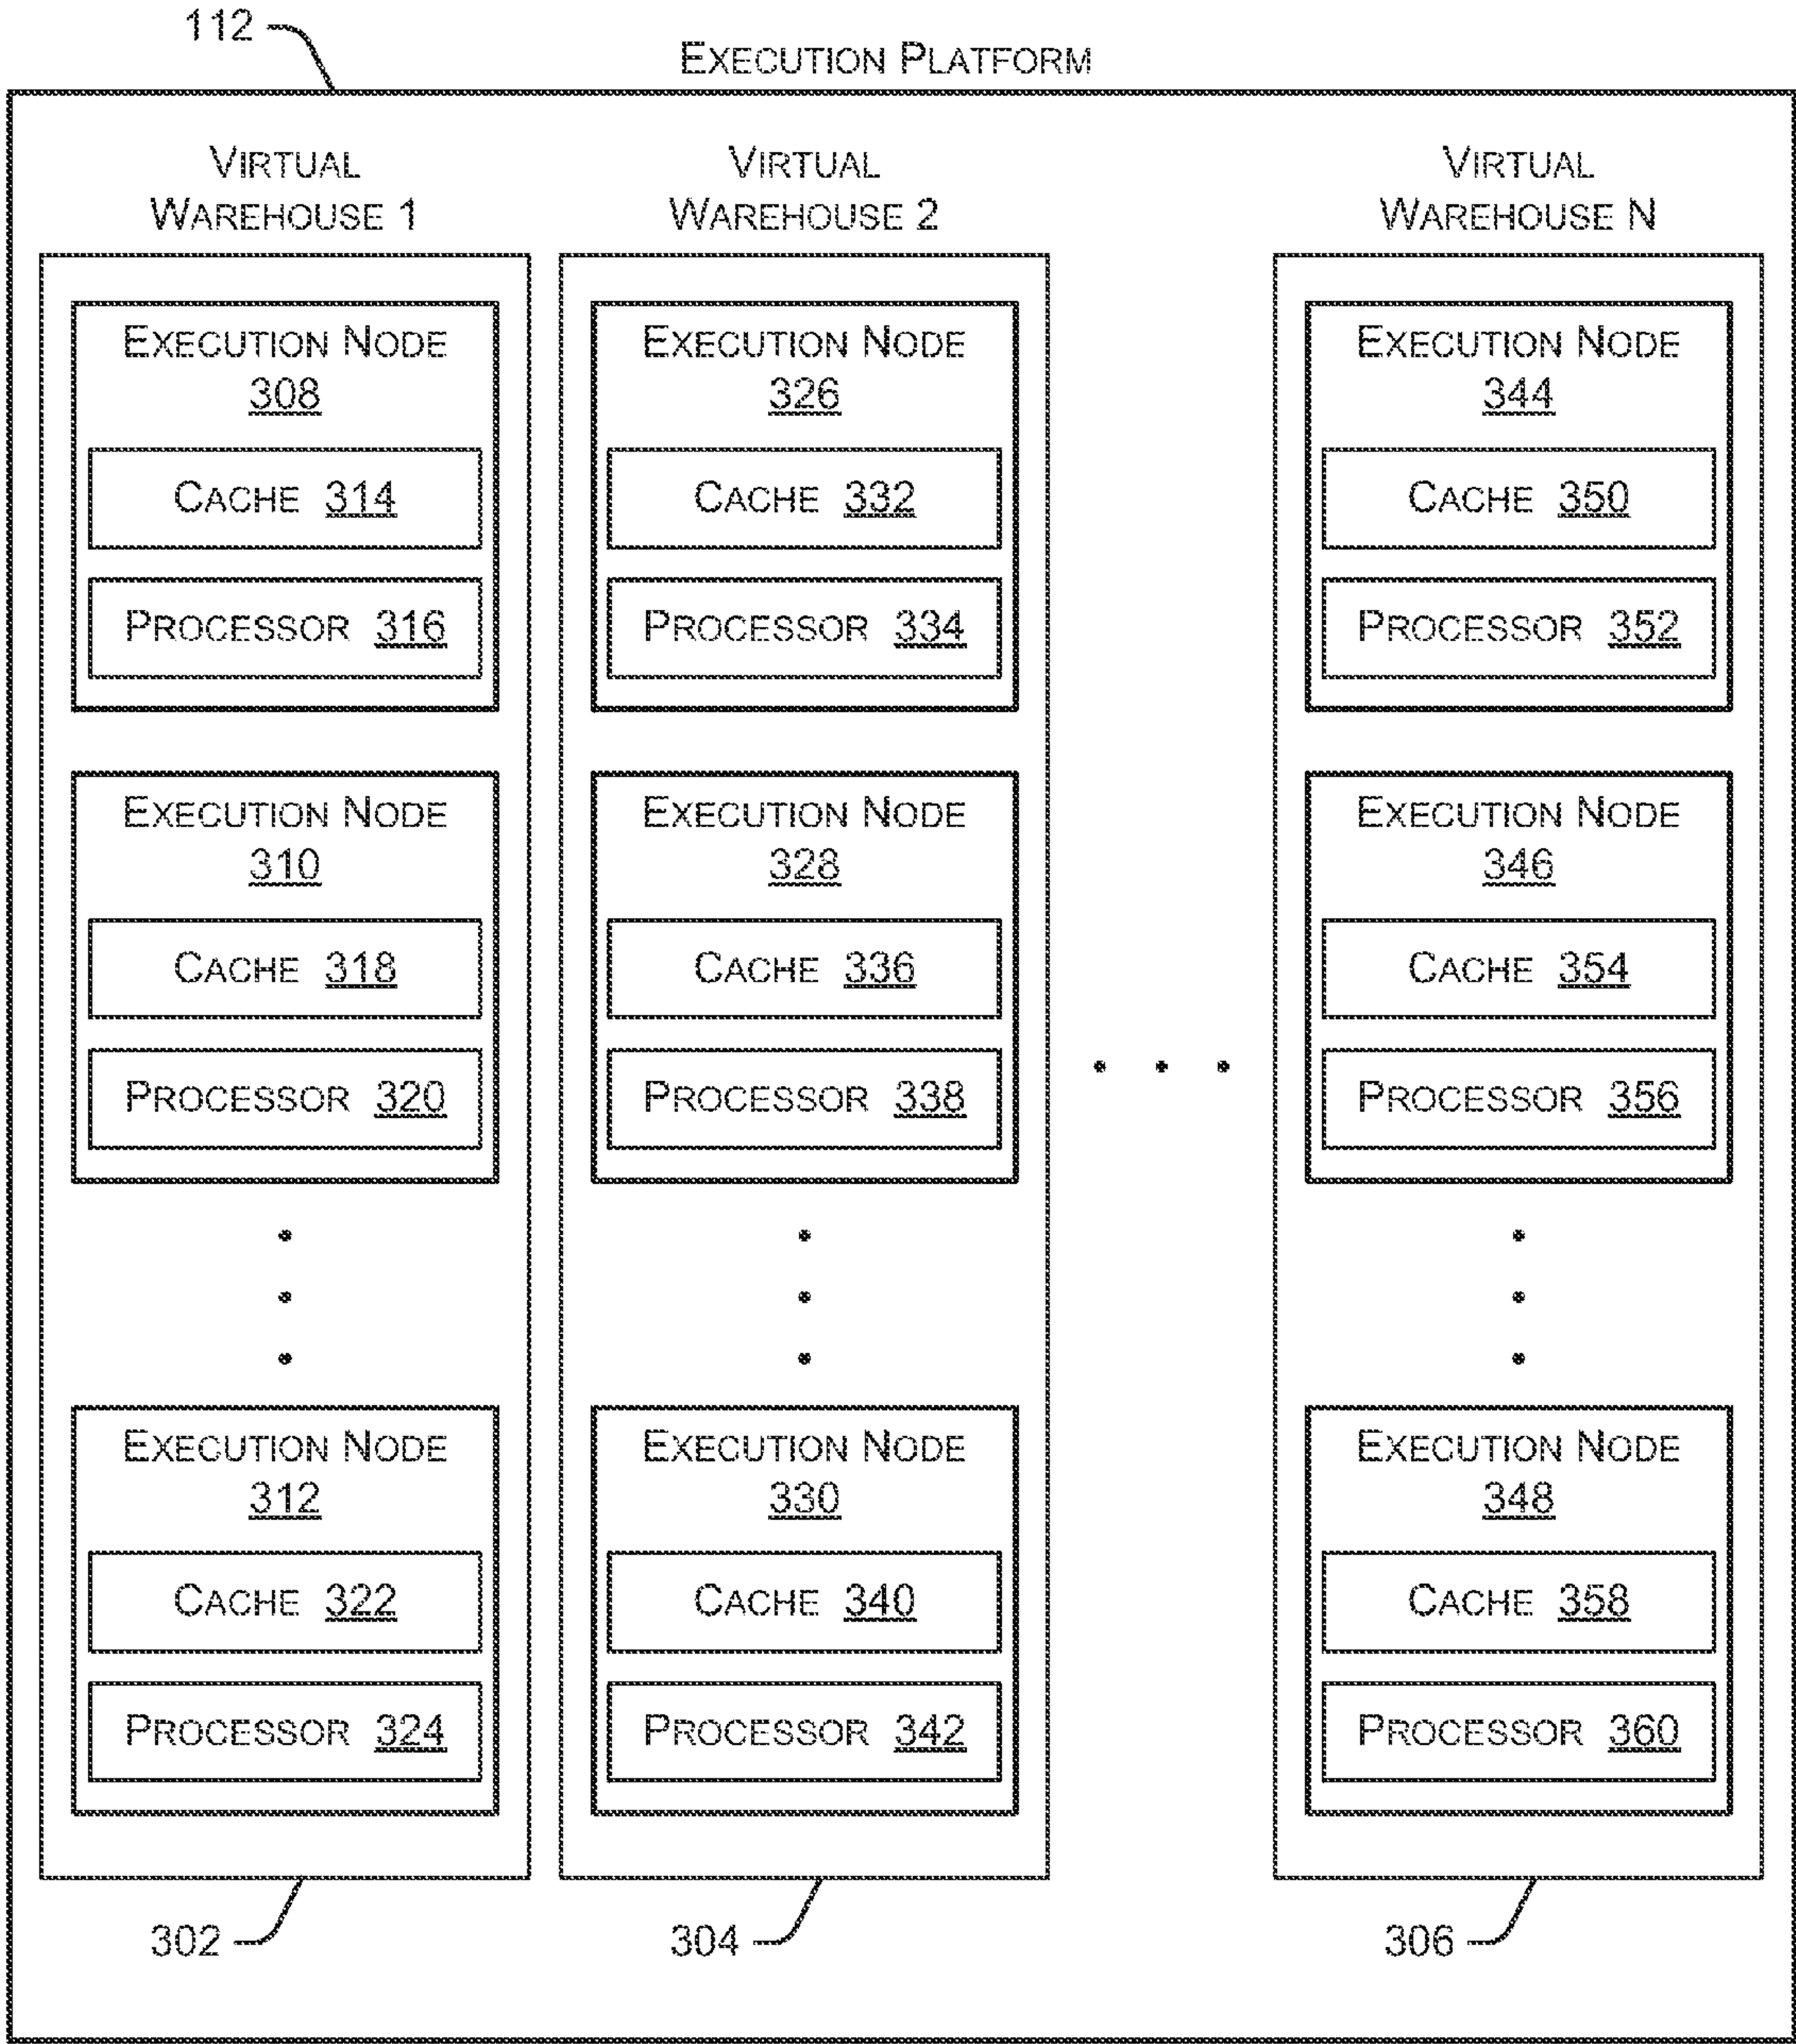 112
EXECUTION PLATFORM
VIRTUAL
WAREHOUSE 1
EXECUTION NODE
308
CACHE 314
PROCESSOR 316
EXECUTION NODE
310
CACHE 318
PROCESSOR 320
EXECUTION NODE
312
CACHE 322
PROCESSOR 324
302
VIRTUAL
WAREHOUSE 2
EXECUTION NODE
326
CACHE 332
PROCESSOR 334
EXECUTION NODE
328
CACHE 336
PROCESSOR 338
EXECUTION NODE
330
CACHE 340
PROCESSOR 342
304
VIRTUAL
WAREHOUSE N
EXECUTION NODE
344
CACHE 350
PROCESSOR 352
EXECUTION NODE
346
CACHE 354
PROCESSOR 356
EXECUTION NODE
348
CACHE 358
PROCESSOR 360
306